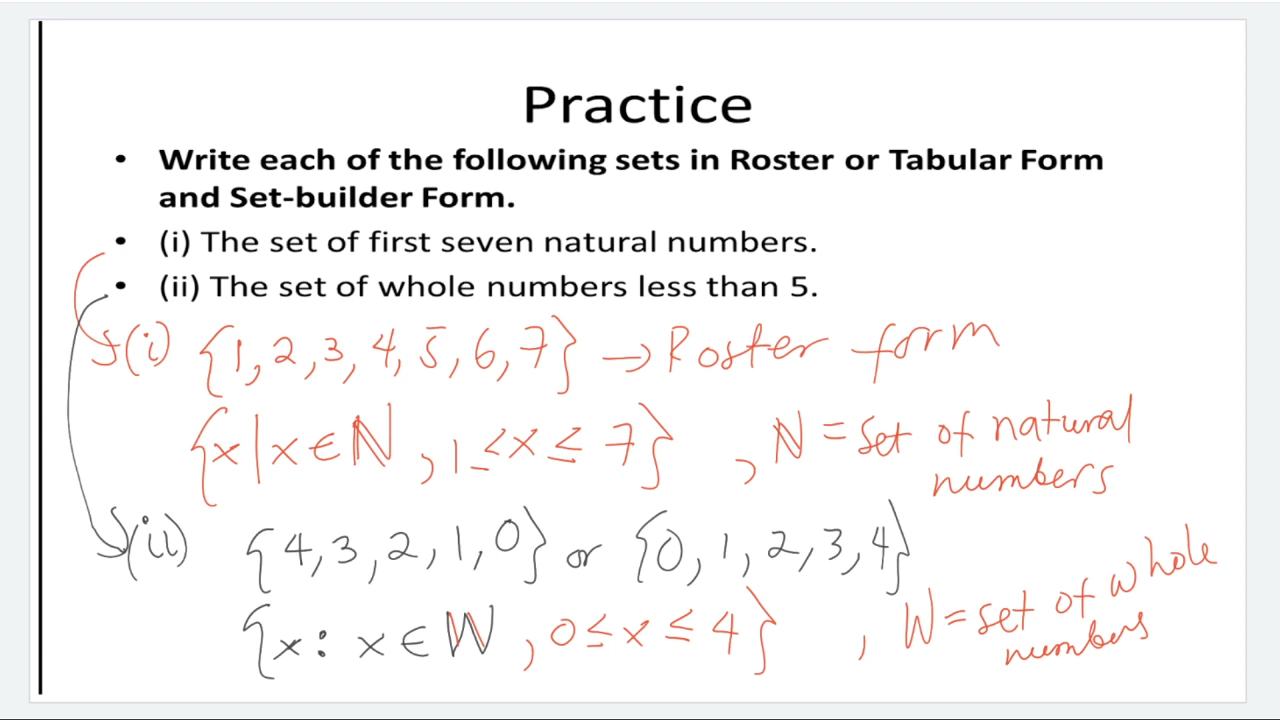 Practice
• Write each of the following sets in Roster or Tabular Form
and Set-builder Form.
• (i) The set of first seven natural numbers.
• (ii) The set of whole numbers less than 5.
(i) {1, 2, 3, 4, 5, 6, 7} → Roster form
{x | x ∈ ℕ, 1 ≤ x ≤ 7}, ℕ = set of natural
numbers
(ii) {4, 3, 2, 1, 0} or {0, 1, 2, 3, 4}
{x : x ∈ W, 0 ≤ x ≤ 4}, W = set of whole
numbers